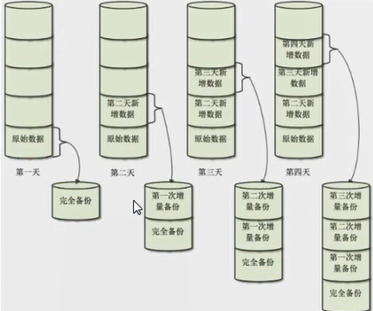 第四天新
增数据
第三天新
增数据
第三天新增
数据
第二天新
增数据
第二天新
增数据
第二天新
增数据
原始数据
原始数据
原始数据
原始数据
第一天
第二天
第三天
第四天
完全备份
第一次增
量备份
完全备份
第二次增
量备份
第一次增
量备份
完全备份
第三次增
量备份
第二次增
量备份
第一次增
量备份
完全备份